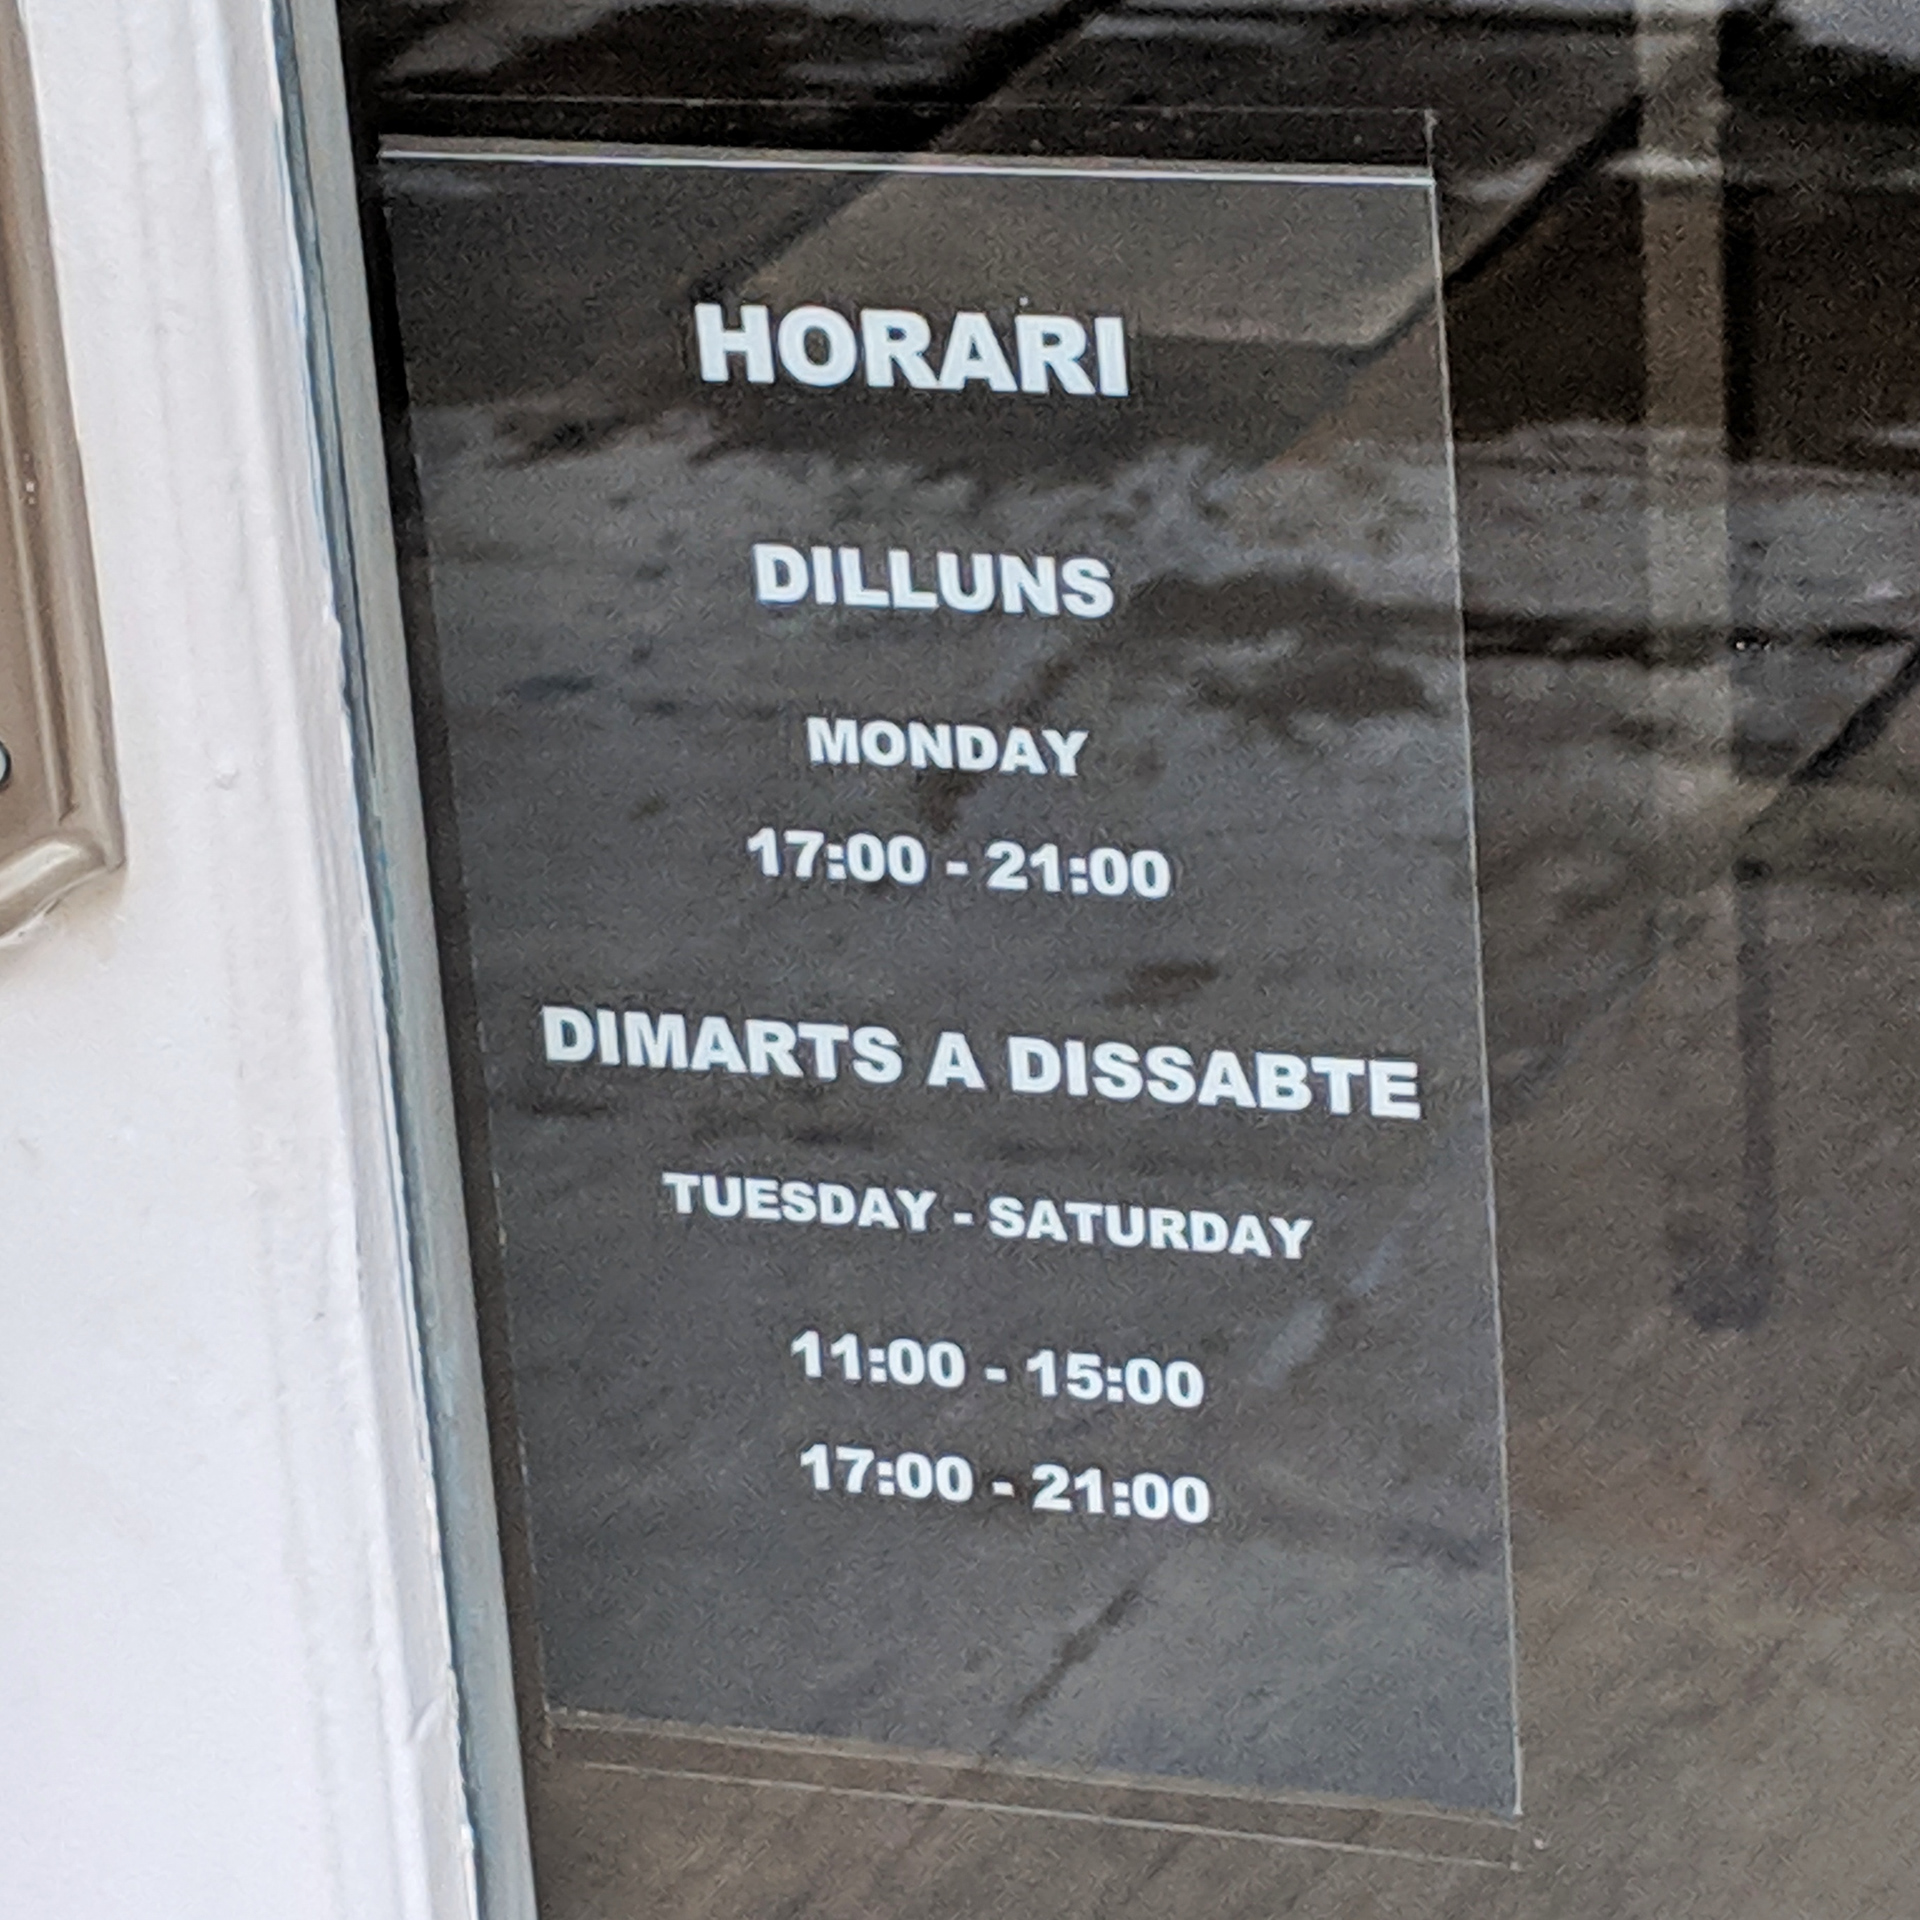 HORARI
DILLUNS
MONDAY
17:00 - 21:00
DIMARTS A DISSABTE
TUESDAY - SATURDAY
11:00 - 15:00
17:00 - 21:00